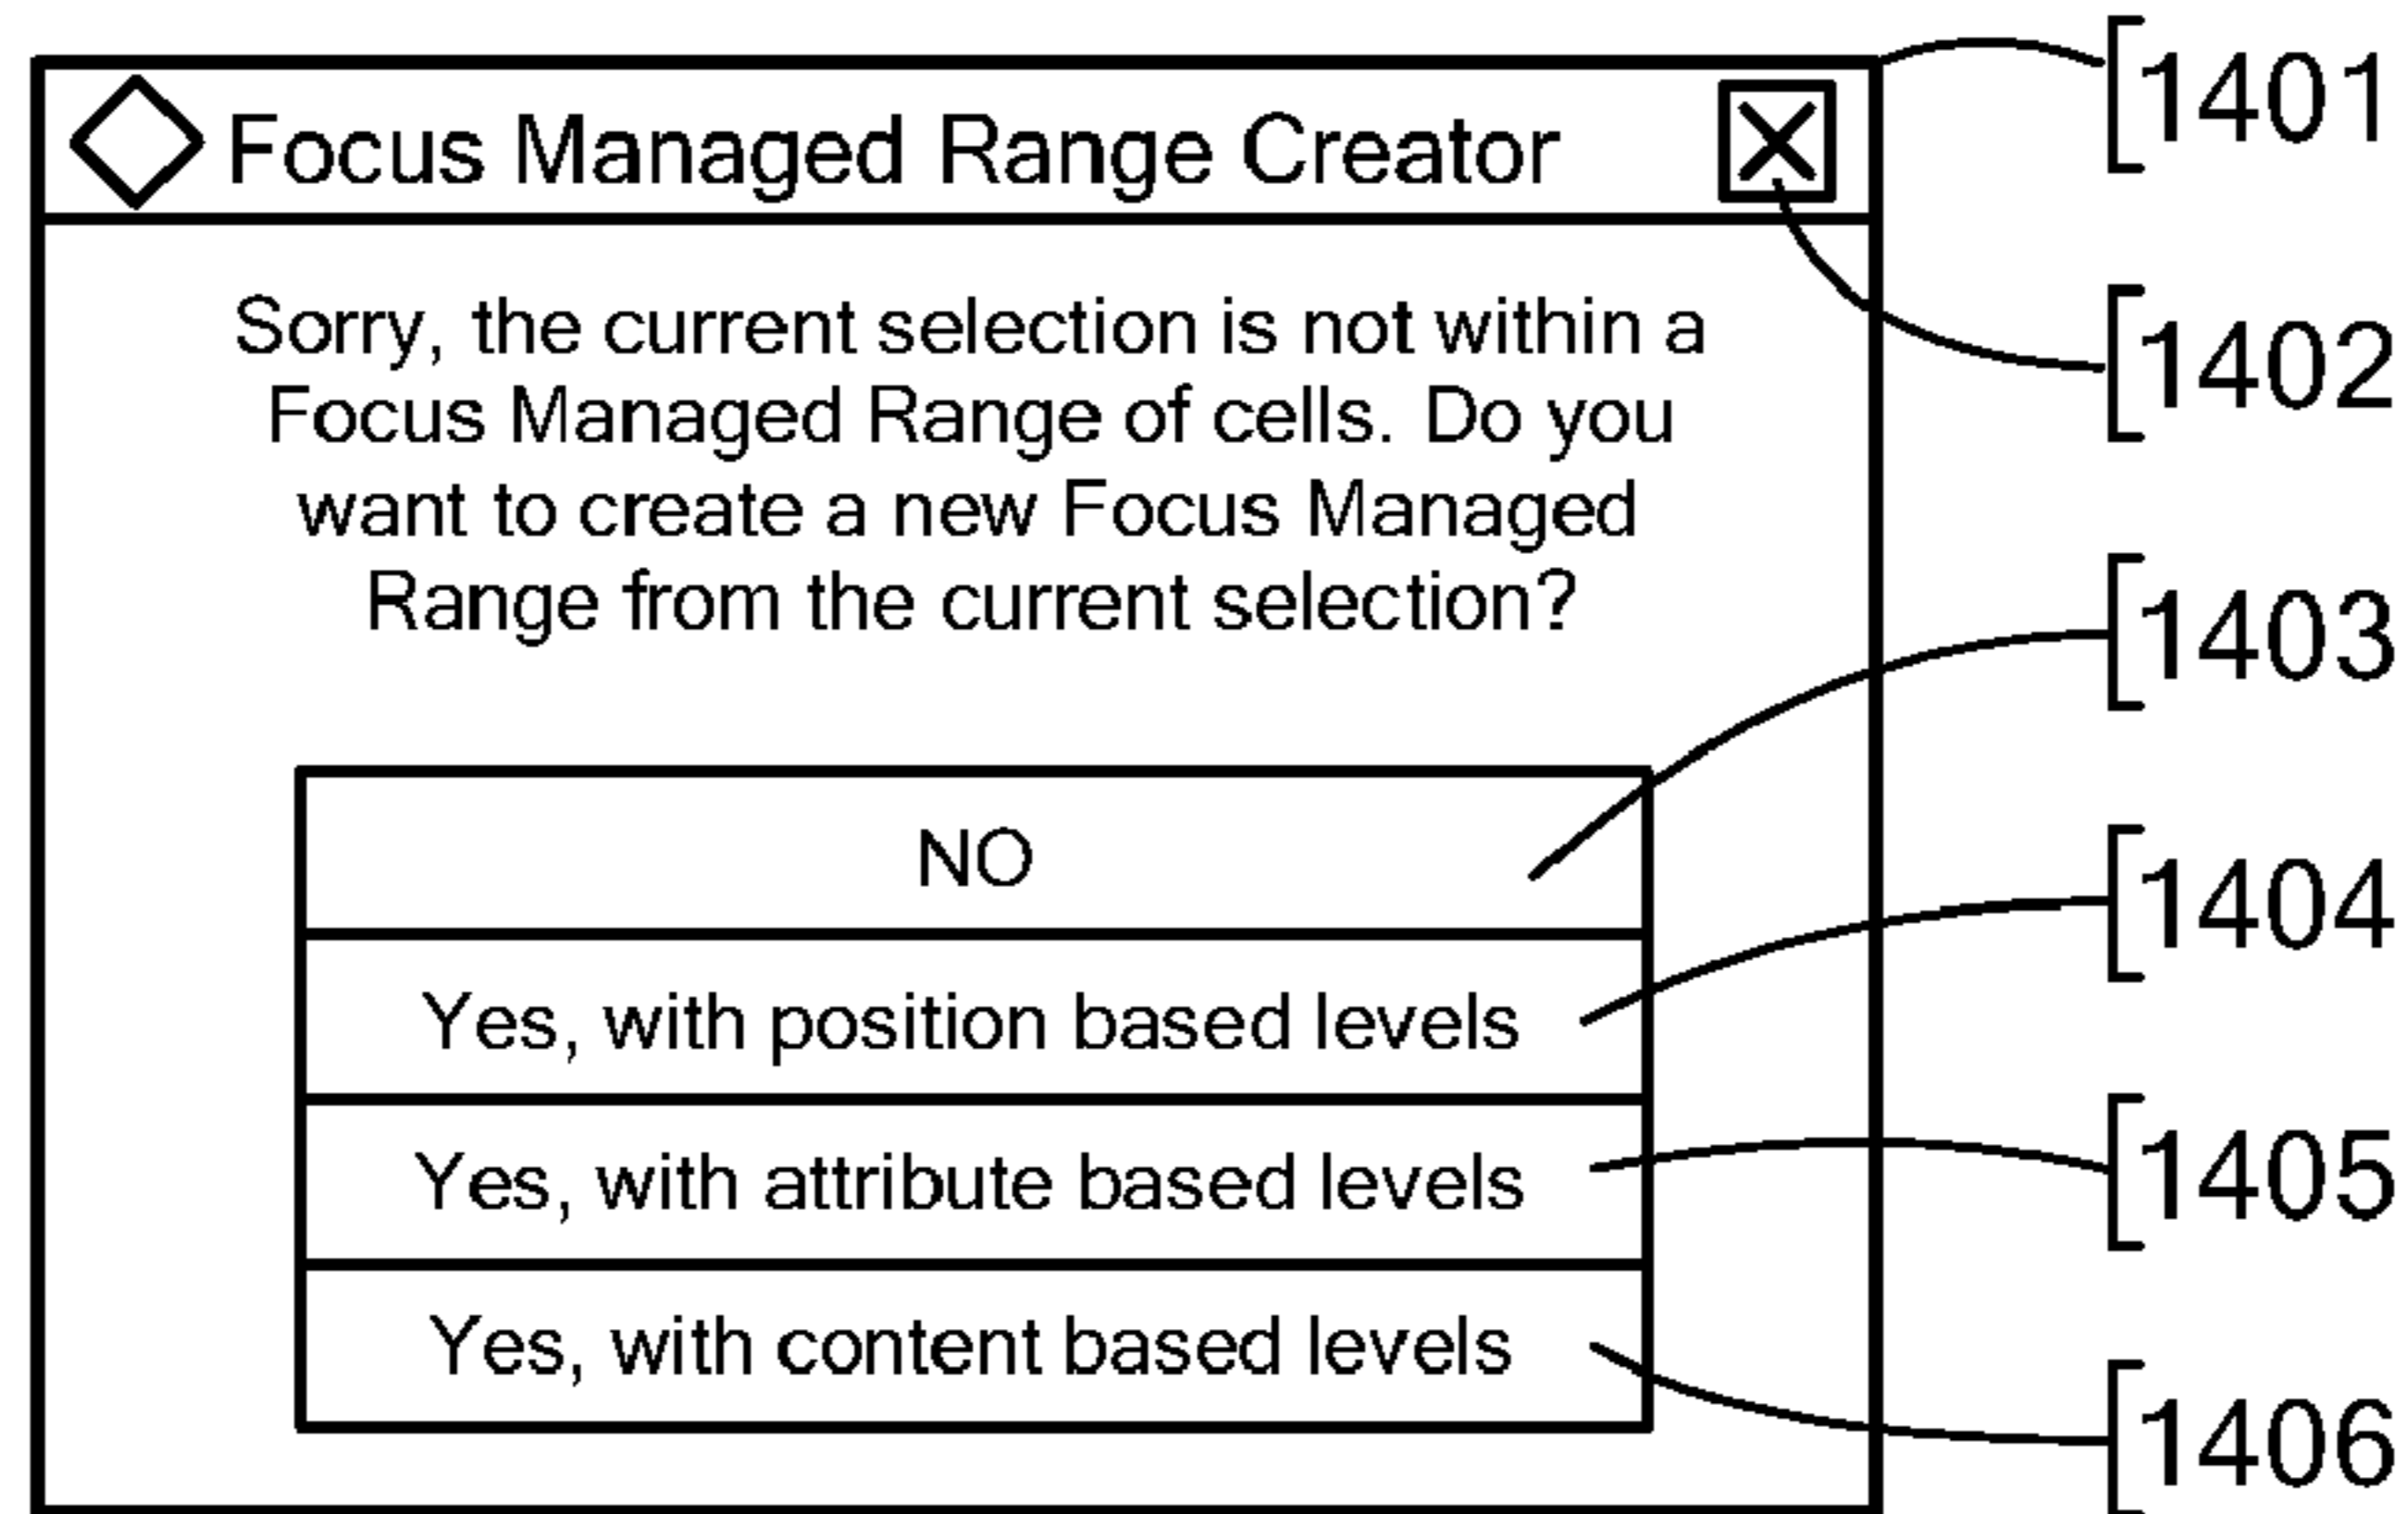 Focus Managed Range Creator
Sorry, the current selection is not within a
Focus Managed Range of cells. Do you
want to create a new Focus Managed
Range from the current selection?
NO
Yes, with position based levels
Yes, with attribute based levels
Yes, with content based levels
1401
1402
1403
1404
1405
1406